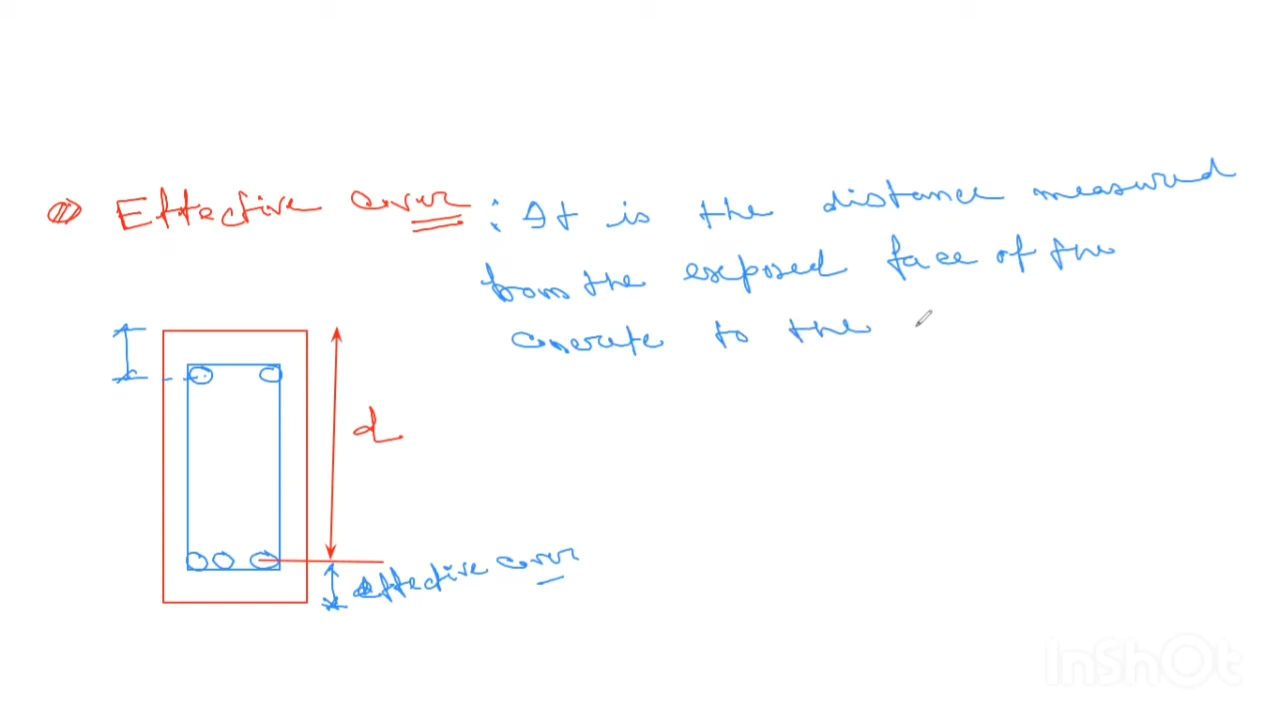 Effective cover : It is the distance measured
from the exposed face of the
concrete to the
d
effective cover
InShot